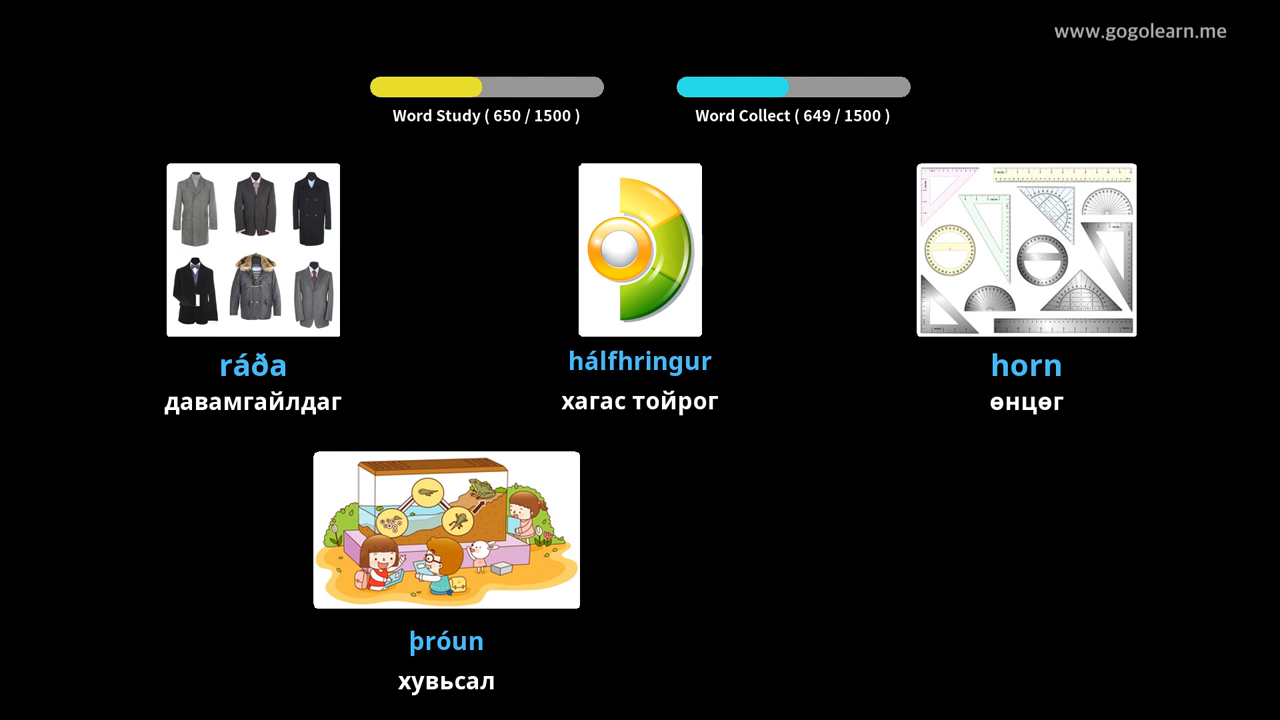 www.gogolearn.me
Word Study ( 650 / 1500 )
Word Collect ( 649 / 1500 )
ráða
давамгайлдаг
hálfhringur
хагас тойрог
horn
өнцөг
þróun
хувьсал